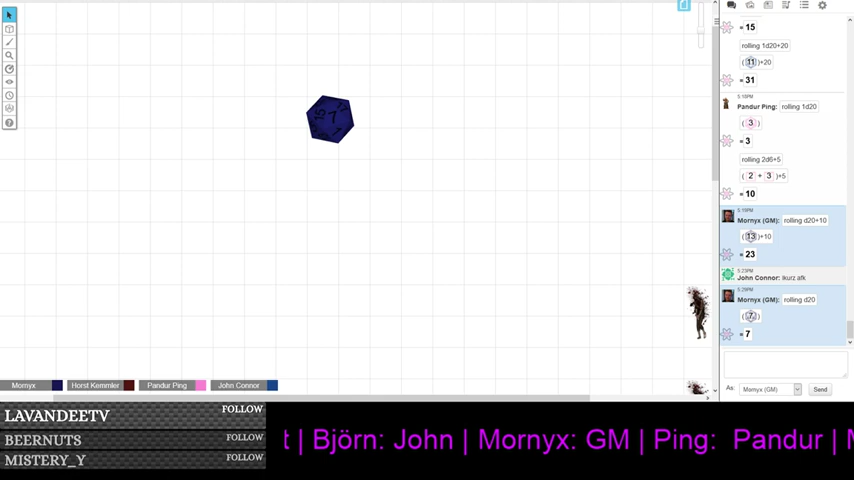 = 15
rolling 1d20+20
(11)+20
= 31
5:18PM
Pandur Ping: rolling 1d20
(3)
= 3
rolling 2d6+5
(2 + 3)+5
= 10
5:19PM
Mornyx (GM): rolling d20+10
(13)+10
= 23
5:23PM
John Connor: ikurz afk
5:29PM
Mornyx (GM): rolling d20
(7)
= 7
As: Mornyx (GM) Send
15 7
Mornyx Horst Kemmler Pandur Ping John Connor
LAVANDEETV FOLLOW
BEERNUTS FOLLOW
MISTERY_Y FOLLOW
t | Björn: John | Mornyx: GM | Ping: Pandur | M